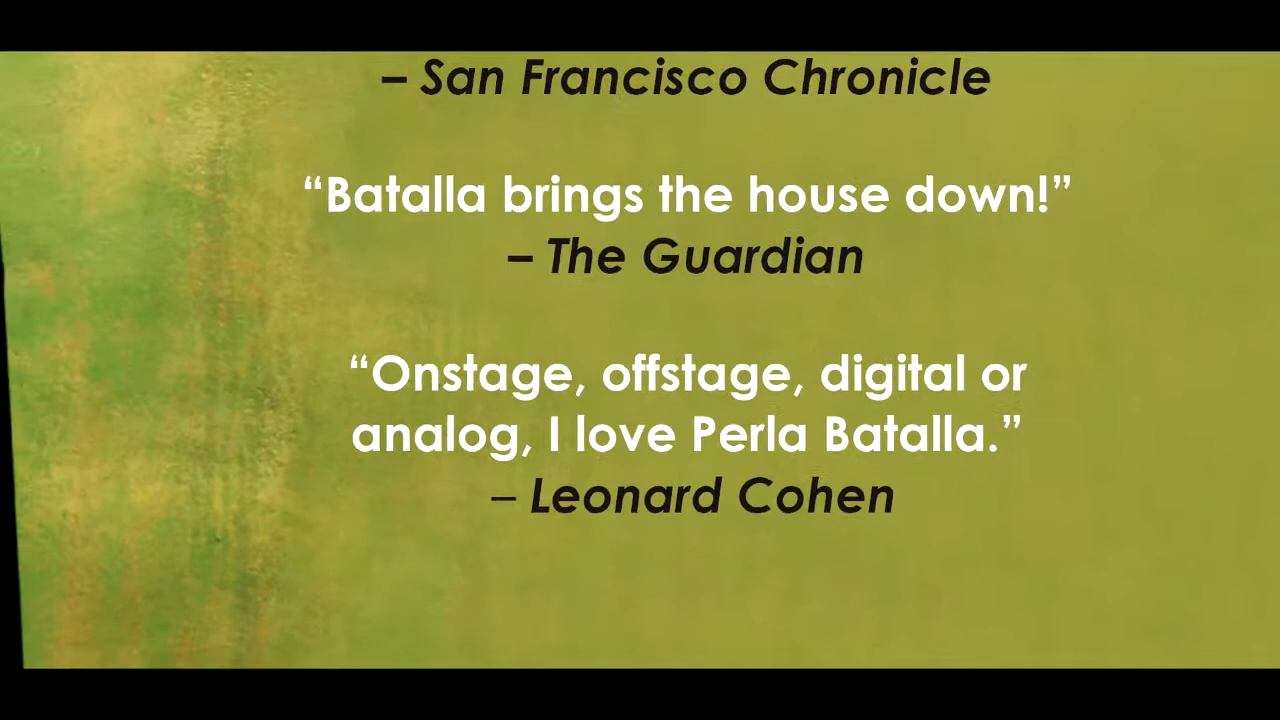 – San Francisco Chronicle
“Batalla brings the house down!”
– The Guardian
“Onstage, offstage, digital or
analog, I love Perla Batalla.”
– Leonard Cohen